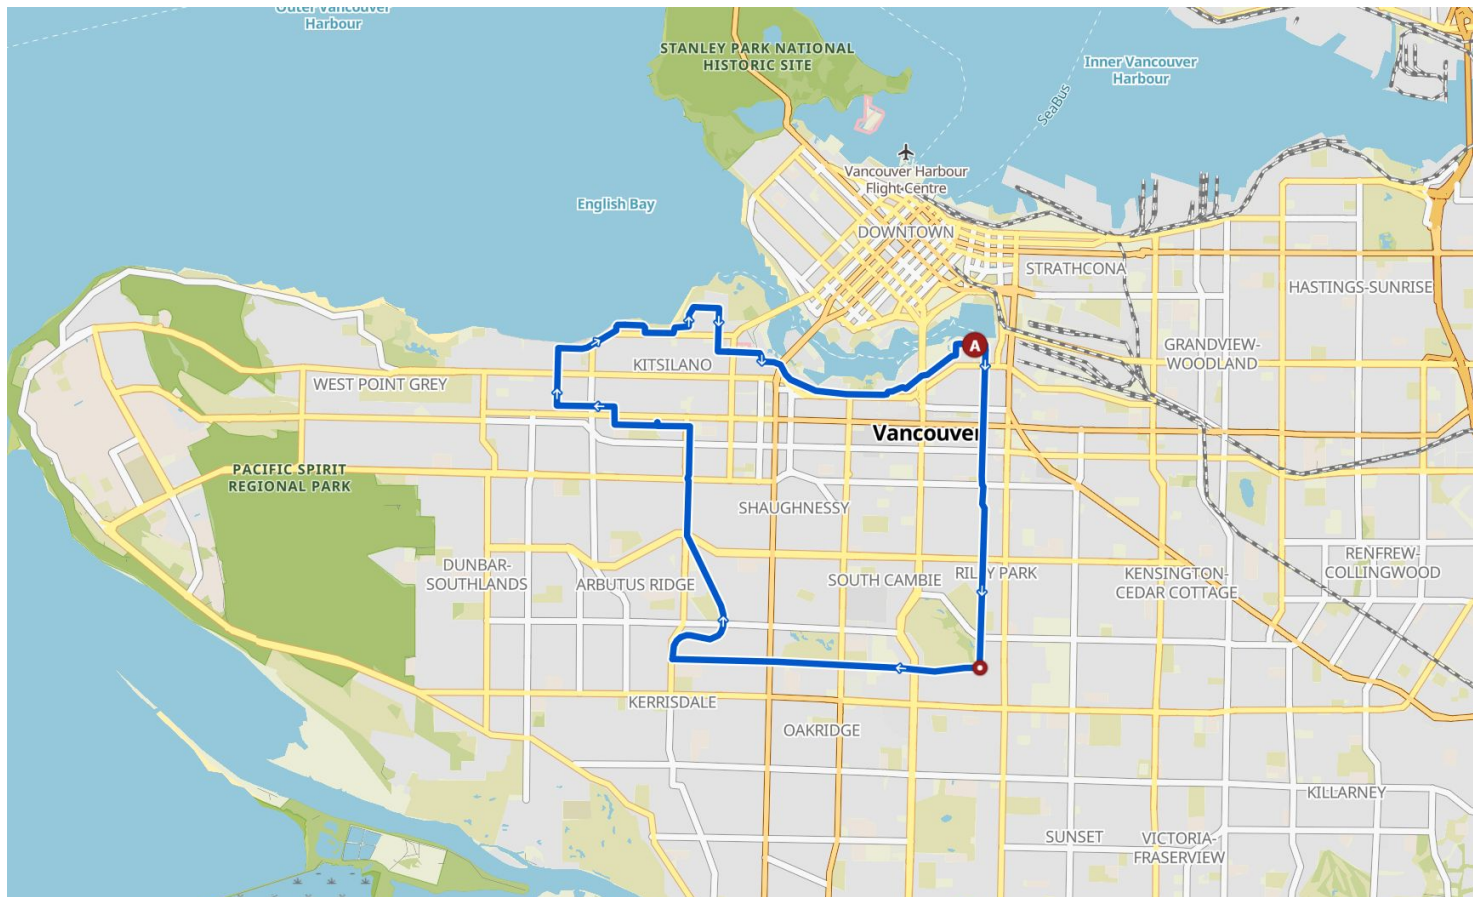 Outer Vancouver
Harbour
STANLEY PARK NATIONAL
HISTORIC SITE
Inner Vancouver
Harbour
SeaBus
Vancouver Harbour
Flight Centre
English Bay
DOWNTOWN
STRATHCONA
HASTINGS-SUNRISE
A
GRANDVIEW-
WOODLAND
KITSILANO
WEST POINT GREY
Vancouver
PACIFIC SPIRIT
REGIONAL PARK
SHAUGHNESSY
RENFREW-
COLLINGWOOD
DUNBAR-
SOUTHLANDS
ARBUTUS RIDGE
SOUTH CAMBIE
RILEY PARK
KENSINGTON-
CEDAR COTTAGE
KERRISDALE
OAKRIDGE
KILLARNEY
SUNSET
VICTORIA-
FRASERVIEW